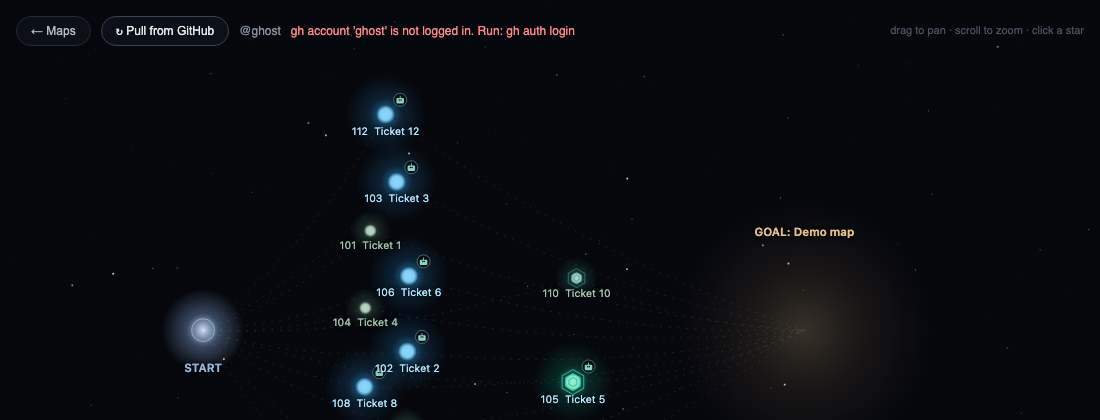 ← Maps
↻ Pull from GitHub
@ghost
gh account 'ghost' is not logged in. Run: gh auth login
drag to pan · scroll to zoom · click a star
112 Ticket 12
103 Ticket 3
GOAL: Demo map
101 Ticket 1
106 Ticket 6
110 Ticket 10
104 Ticket 4
START
102 Ticket 2
108 Ticket 8
105 Ticket 5